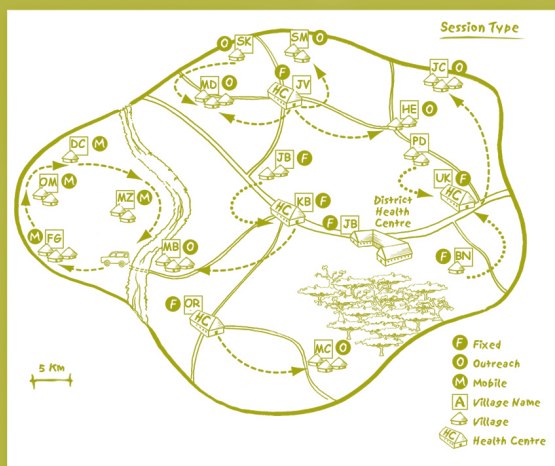 Session Type
O SK
SM O
F
HC JV
MD O
JC O
HE O
PD
DC M
JB F
UK F
HC
OM M
MZ M
KB F
HC
District
Health
Centre
F JB
M FG
MB O
F BN
F OR
HC
MC O
5 Km
F Fixed
O Outreach
M Mobile
A Village Name
Village
HC Health Centre